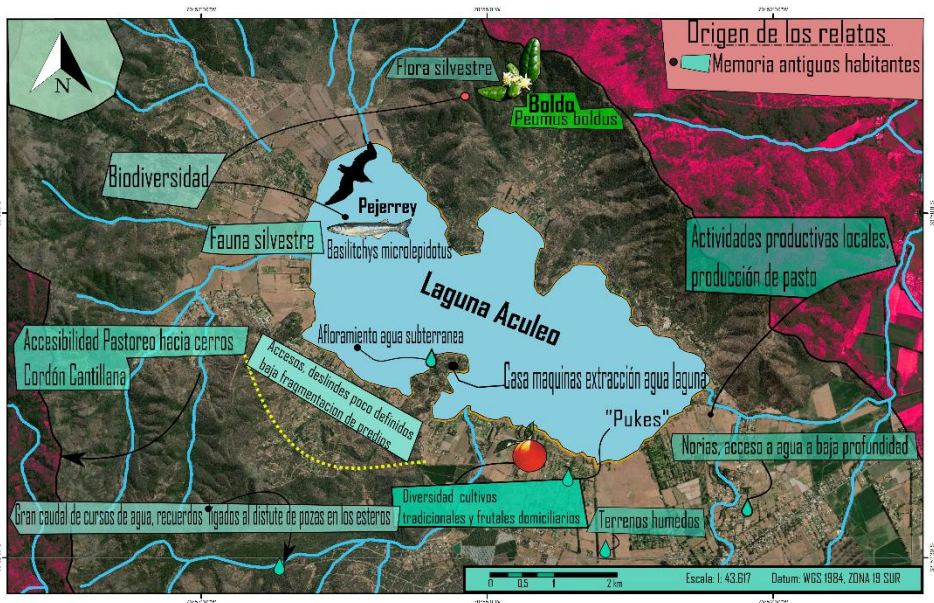 Origen de los relatos
Memoria antiguos habitantes
N
Flora silvestre
Boldo
Peumus boldus
Biodiversidad
Pejerrey
Basilitchys microlepidotus
Fauna silvestre
Actividades productivas locales,
producción de pasto
Laguna Aculeo
Accesibilidad Pastoreo hacia cerros
Cordón Cantillana
Afloramiento agua subterranea
Accesos, deslindes poco definidos
baja fragmentacion de predios
Casa maquinas extracción agua laguna
"Pukes"
Norias, acceso a agua a baja profundidad
Gran caudal de cursos de agua, recuerdos ligados al disfute de pozas en los esteros
Diversidad cultivos
tradicionales y frutales domiciliarios
Terrenos humedos
0 0.5 1 2 km
Escala: 1: 43.617 Datum: WGS 1984, ZONA 19 SUR